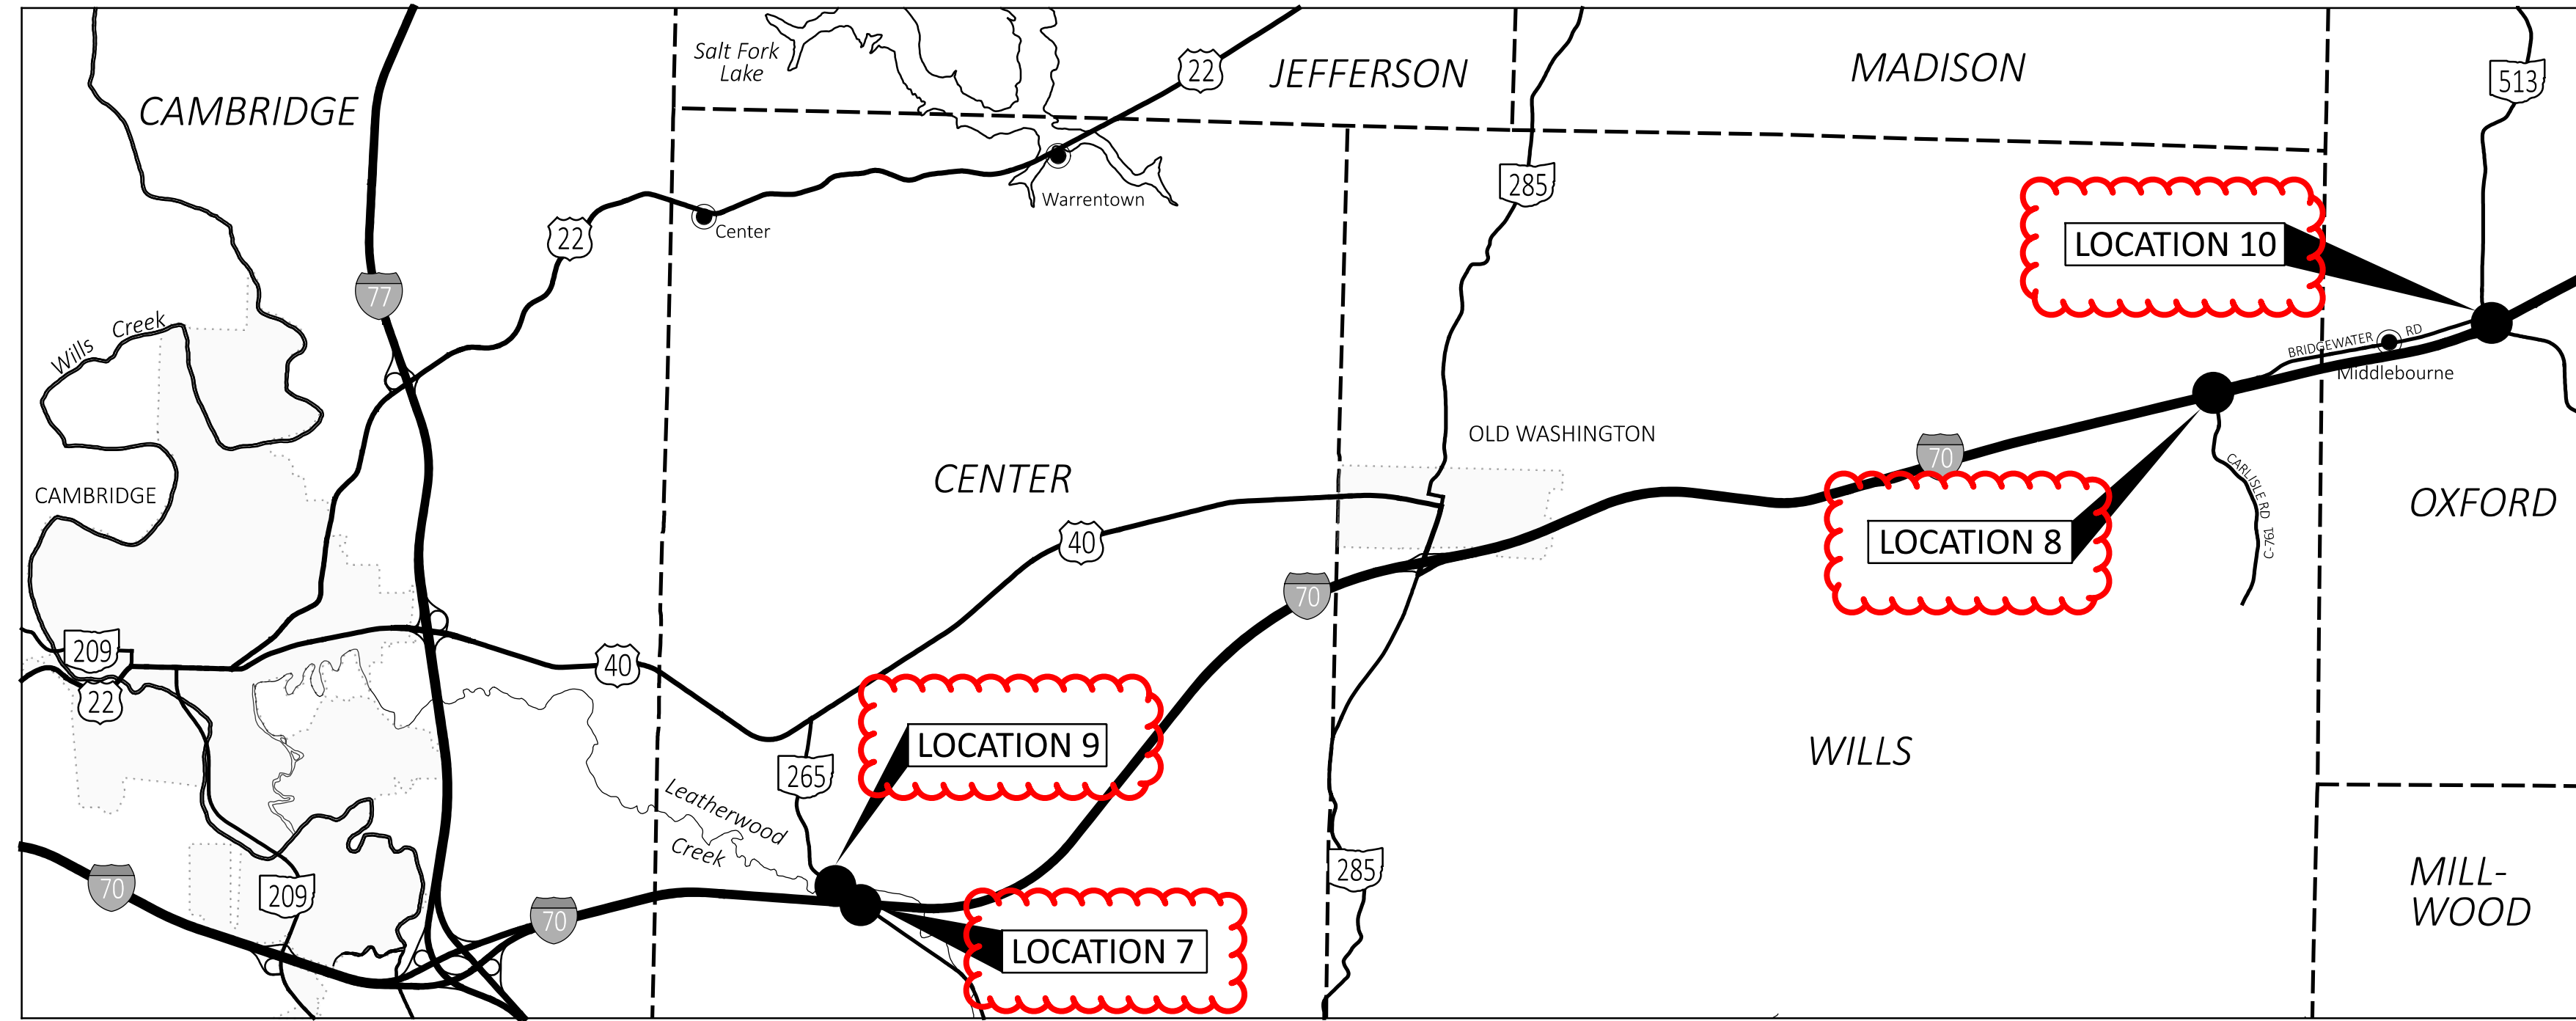 Salt Fork
Lake
22
JEFFERSON
MADISON
513
CAMBRIDGE
285
Warrentown
Center
22
LOCATION 10
77
Wills Creek
BRIDGEWATER RD
Middlebourne
OLD WASHINGTON
70
CARLISLE RD C-761
CENTER
CAMBRIDGE
OXFORD
40
LOCATION 8
70
209
40
22
LOCATION 9
WILLS
265
Leatherwood
Creek
285
70
209
70
LOCATION 7
MILL-
WOOD